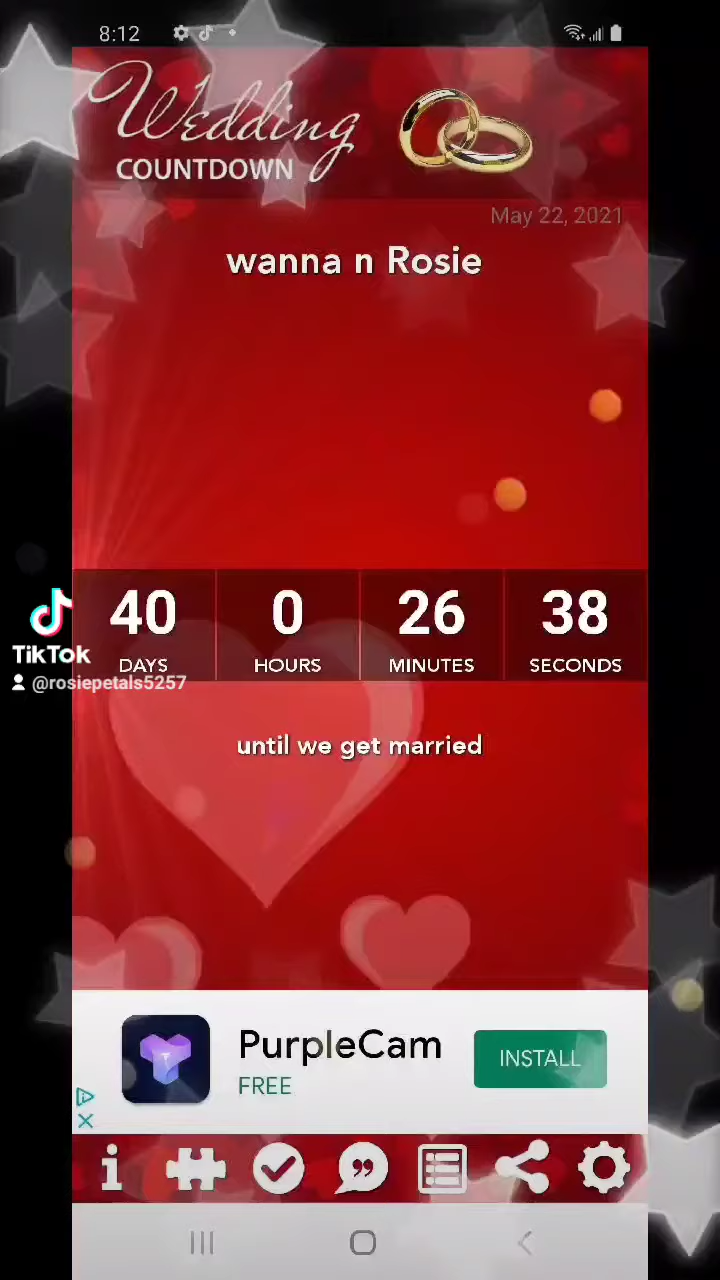 8:12
Wedding
COUNTDOWN
May 22, 2021
wanna n Rosie
40 0 26 38
DAYS HOURS MINUTES SECONDS
TikTok
@rosiepetals5257
until we get married
PurpleCam
FREE
INSTALL